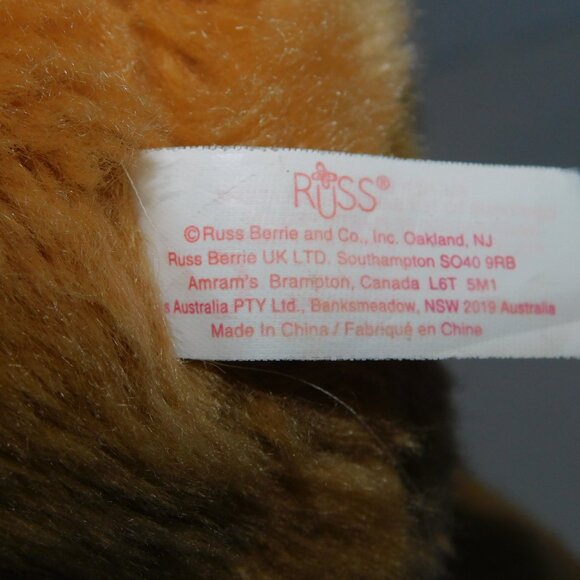 RUSS®
©Russ Berrie and Co., Inc. Oakland, NJ
Russ Berrie UK LTD. Southampton SO40 9RB
Amram's Brampton, Canada L6T 5M1
s Australia PTY Ltd., Banksmeadow, NSW 2019 Australia
Made In China / Fabriqué en Chine